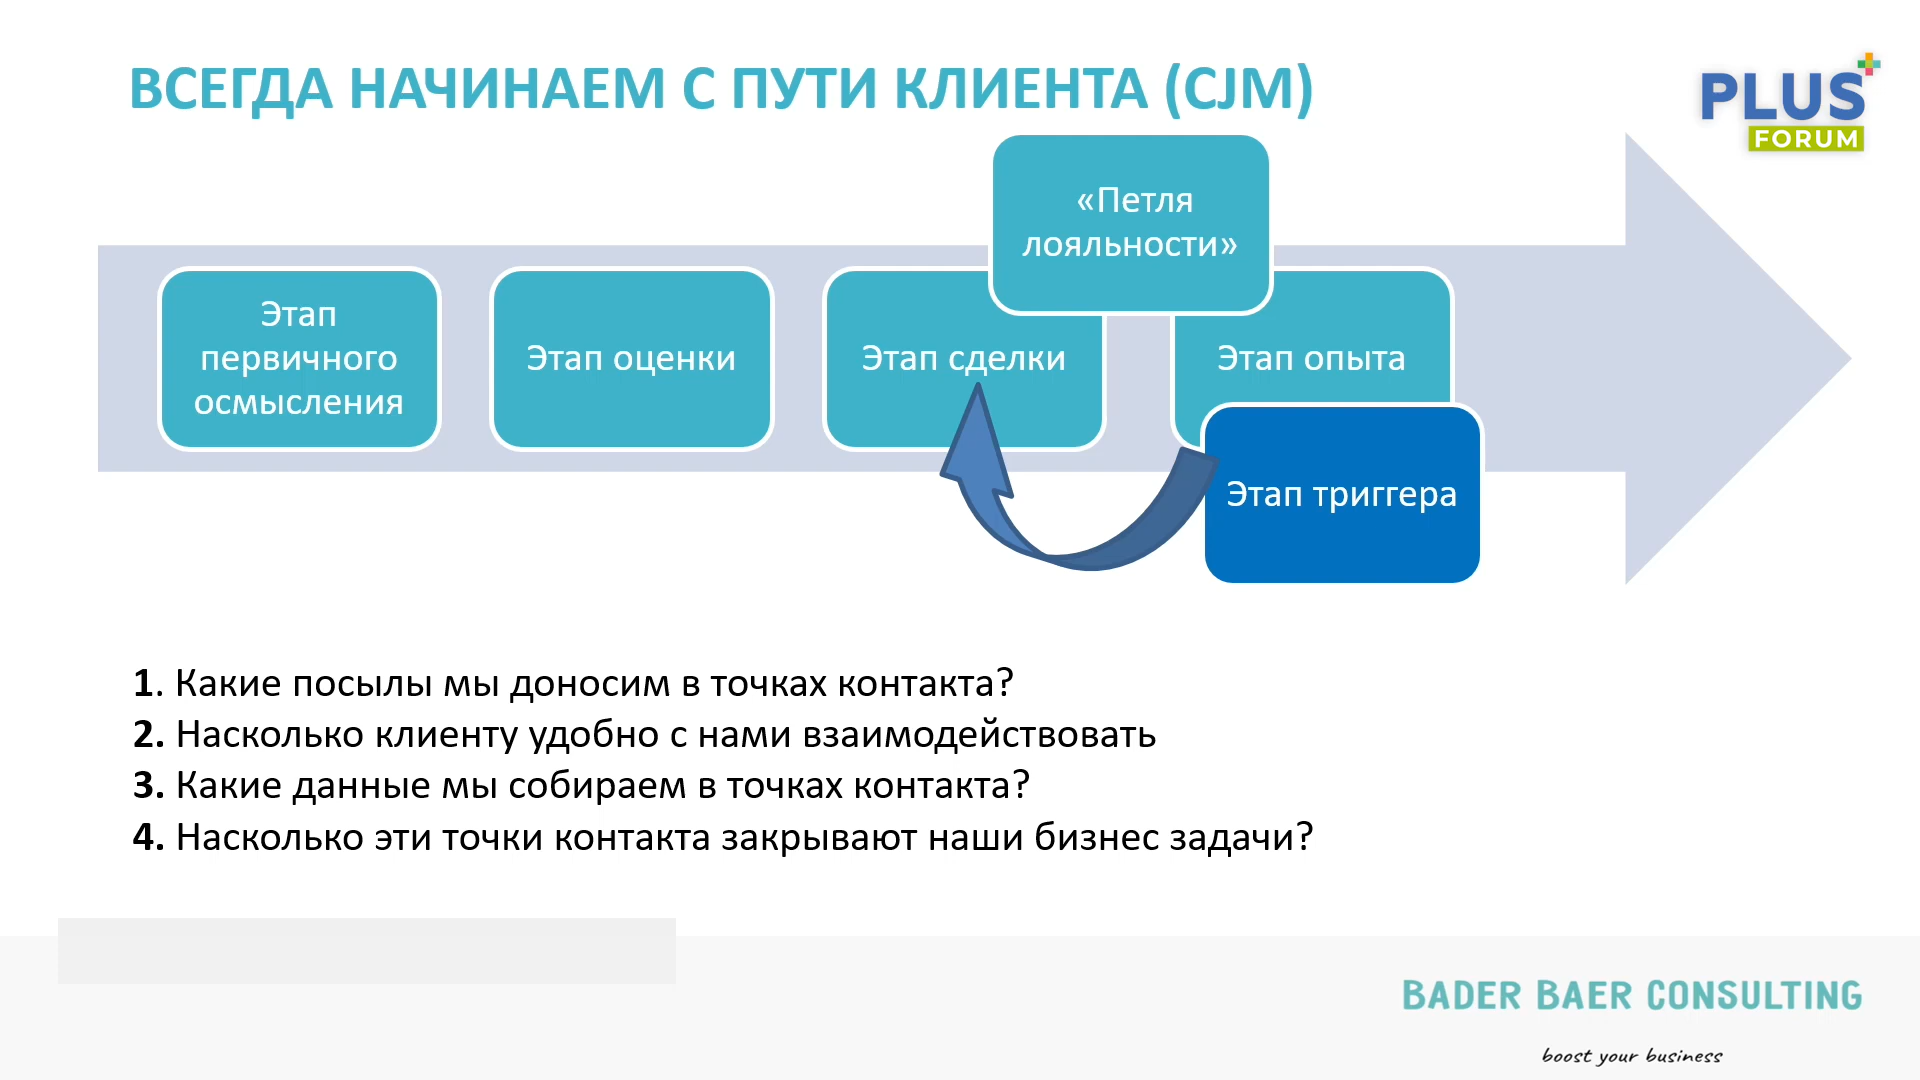 ВСЕГДА НАЧИНАЕМ С ПУТИ КЛИЕНТА (CJM)
PLUS
FORUM
«Петля
лояльности»
Этап
первичного
осмысления
Этап оценки
Этап сделки
Этап опыта
Этап триггера
1. Какие посылы мы доносим в точках контакта?
2. Насколько клиенту удобно с нами взаимодействовать
3. Какие данные мы собираем в точках контакта?
4. Насколько эти точки контакта закрывают наши бизнес задачи?
BADER BAER CONSULTING
boost your business